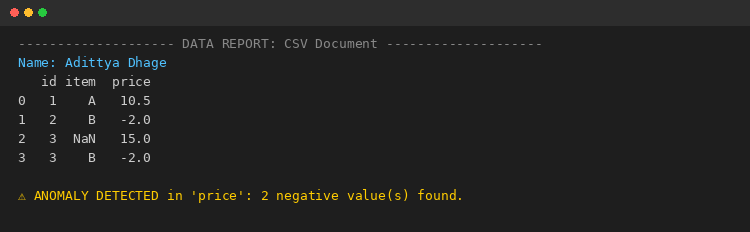 -------------------- DATA REPORT: CSV Document --------------------
Name: Adittya Dhage
   id item  price
0   1    A   10.5
1   2    B   -2.0
2   3  NaN   15.0
3   3    B   -2.0
⚠ ANOMALY DETECTED in 'price': 2 negative value(s) found.